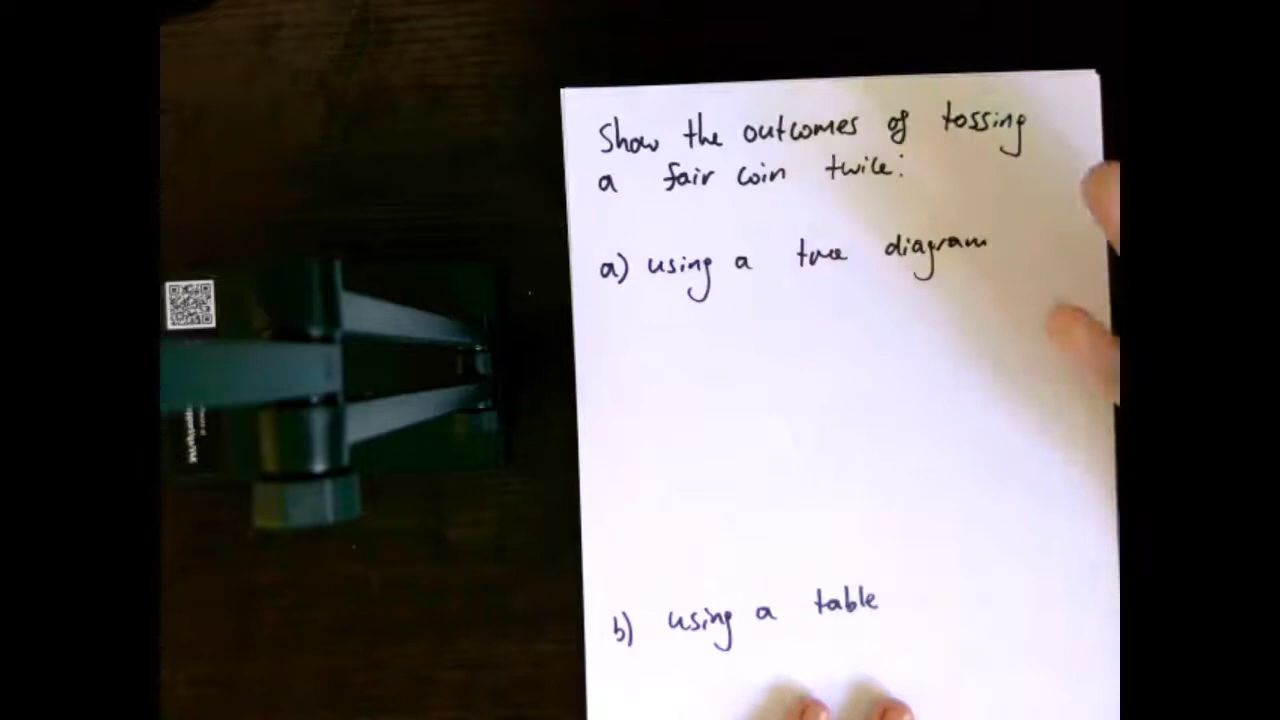 Show the outcomes of tossing
a fair coin twice:
a) using a tree diagram
b) using a table